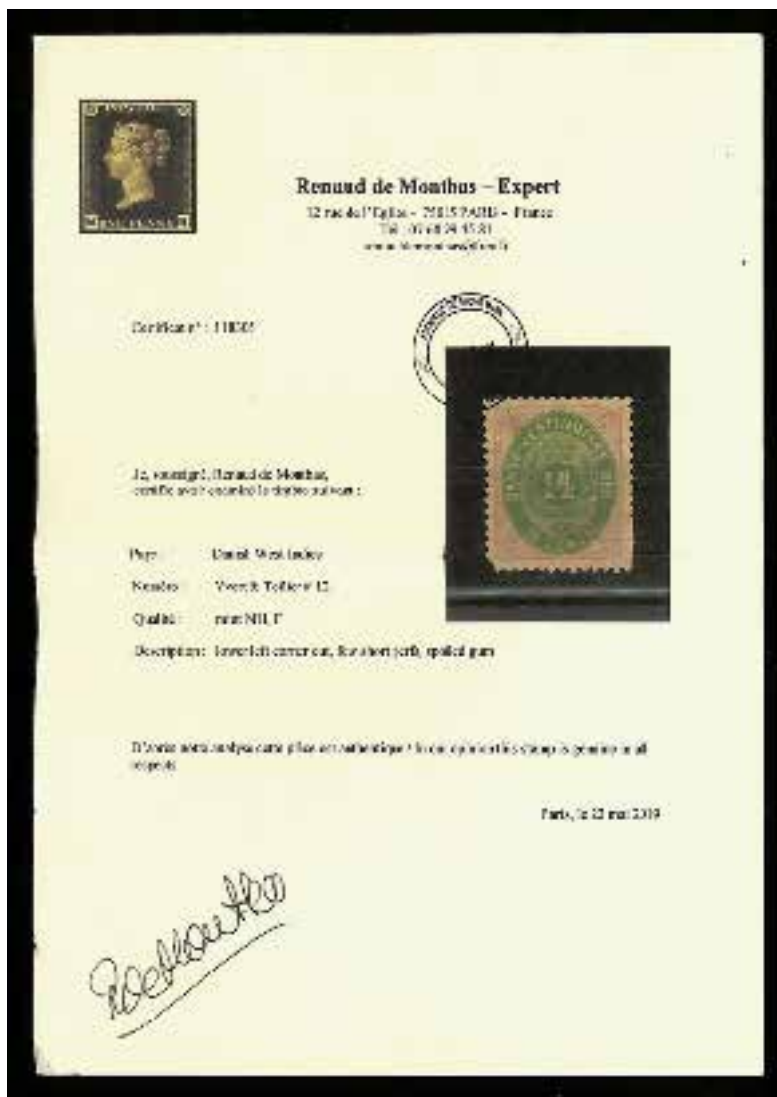 Renaud de Monthas – Expert
12 rue de l'Eglise - 75015 PARIS - France
Tél :
Certificat n° :
Je, soussigné, Renaud de Monthas,
certifie avoir examiné le timbre suivant :
Pays : Danish West Indies
Numéro : Yvert & Tellier n° 12
Qualité : mint NH, F
Description : lower left corner cut, few short perfs, spoiled gum
D'après notre analyse cette pièce est authentique / In our opinion this stamp is genuine in all
respects
Paris, le 22 mai 2019